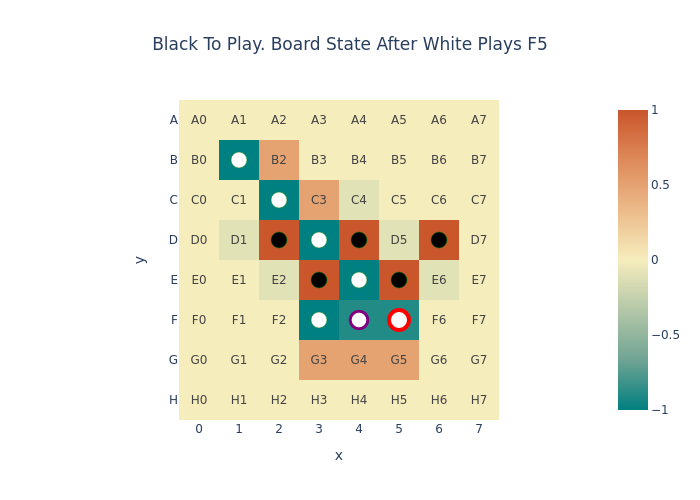 Black To Play. Board State After White Plays F5
A A0 A1 A2 A3 A4 A5 A6 A7
B B0 B2 B3 B4 B5 B6 B7
C C0 C1 C3 C4 C5 C6 C7
D D0 D1 D5 D7
E E0 E1 E2 E6 E7
F F0 F1 F2 F6 F7
G G0 G1 G2 G3 G4 G5 G6 G7
H H0 H1 H2 H3 H4 H5 H6 H7
0 1 2 3 4 5 6 7
x
y
1
0.5
0
−0.5
−1